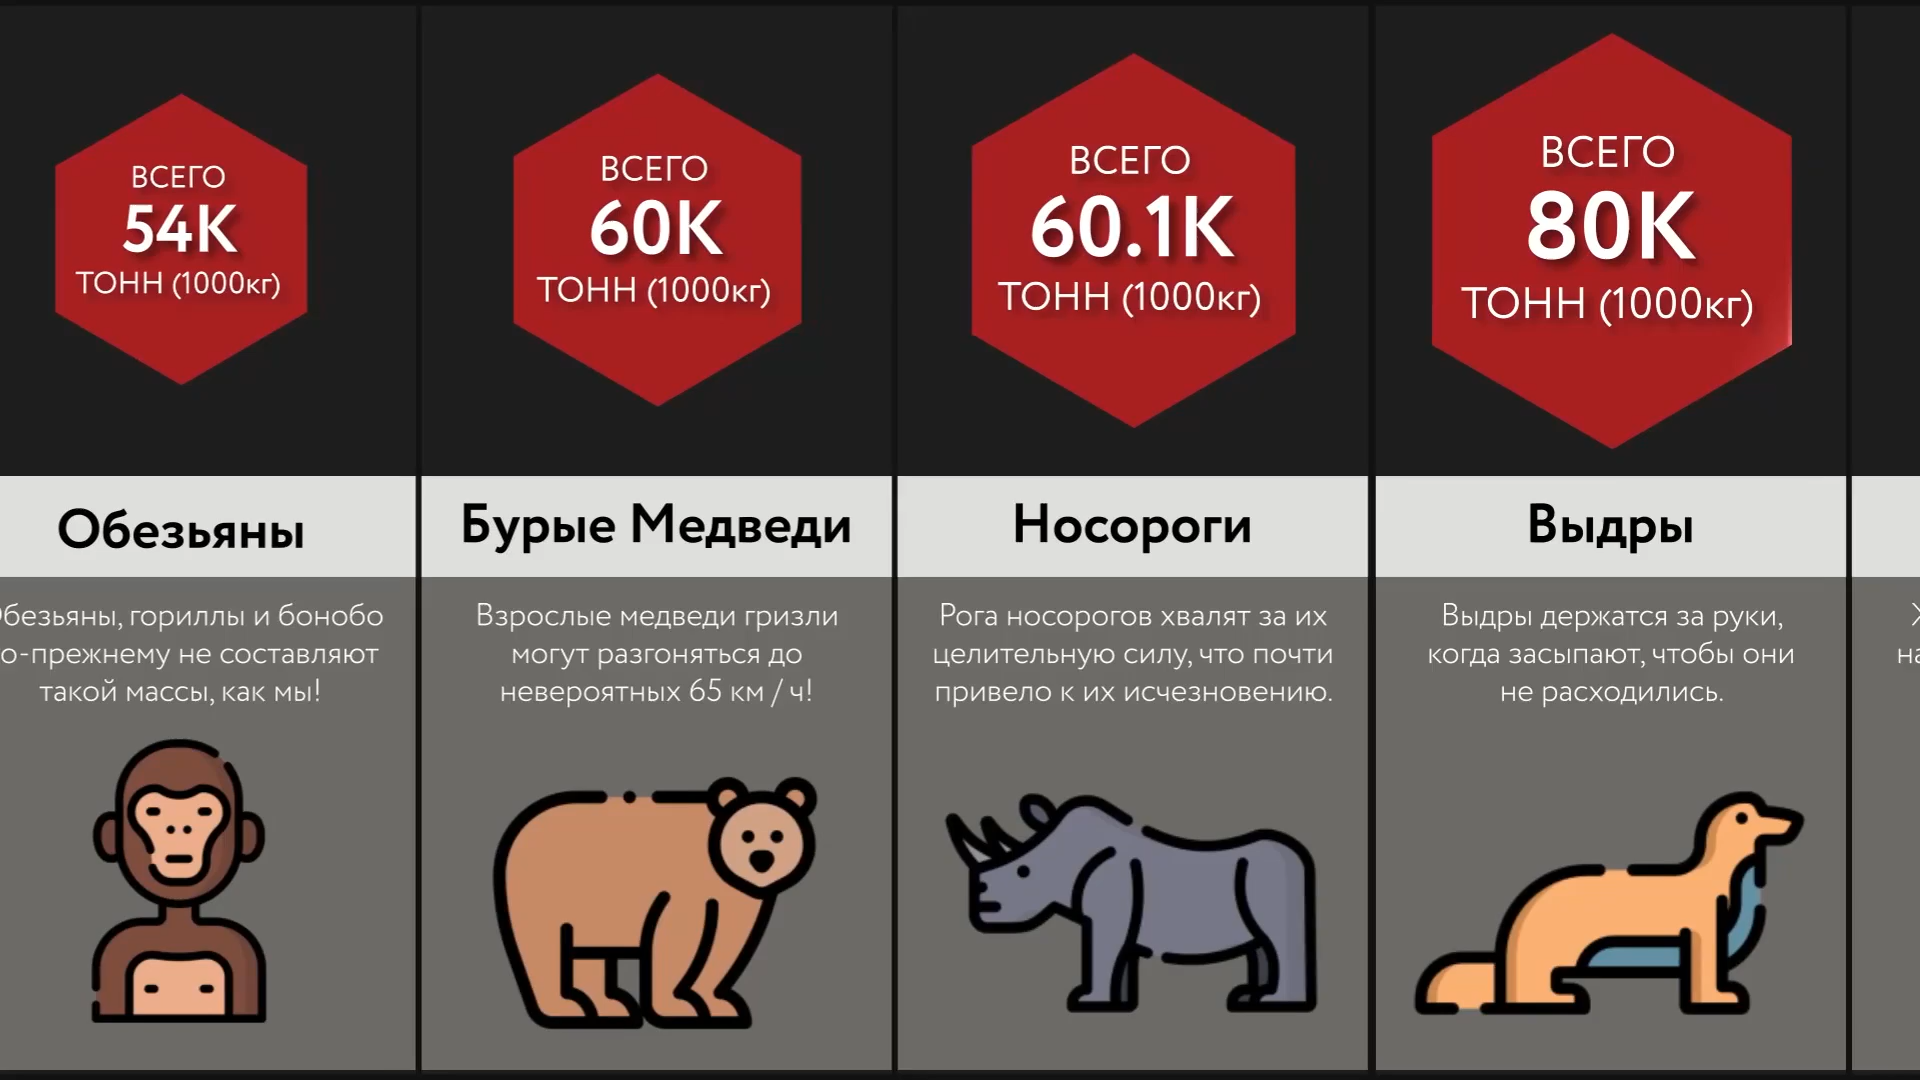 ВСЕГО
54K
ТОНН (1000кг)
Обезьяны
безьяны, гориллы и бонобо
о-прежнему не составляют
такой массы, как мы!
ВСЕГО
60K
ТОНН (1000кг)
Бурые Медведи
Взрослые медведи гризли
могут разгоняться до
невероятных 65 км / ч!
ВСЕГО
60.1K
ТОНН (1000кг)
Носороги
Рога носорогов хвалят за их
целительную силу, что почти
привело к их исчезновению.
ВСЕГО
80K
ТОНН (1000кг)
Выдры
Выдры держатся за руки,
когда засыпают, чтобы они
не расходились.
на